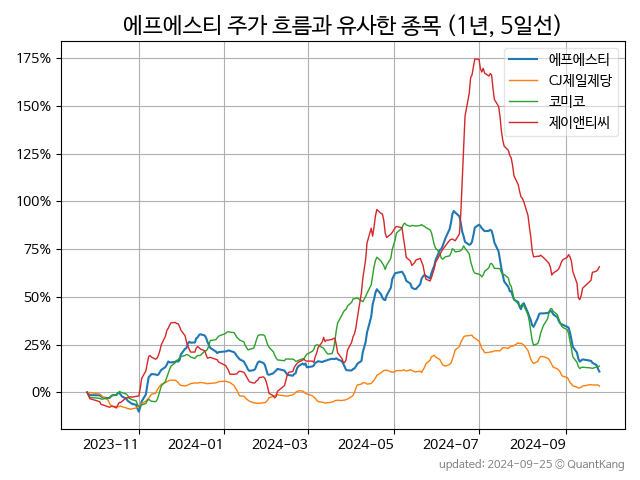 에프에스티 주가 흐름과 유사한 종목 (1년, 5일선)
에프에스티
CJ제일제당
코미코
제이앤티씨
175%
150%
125%
100%
75%
50%
25%
0%
2023-11 2024-01 2024-03 2024-05 2024-07 2024-09
updated: 2024-09-25 © QuantKang